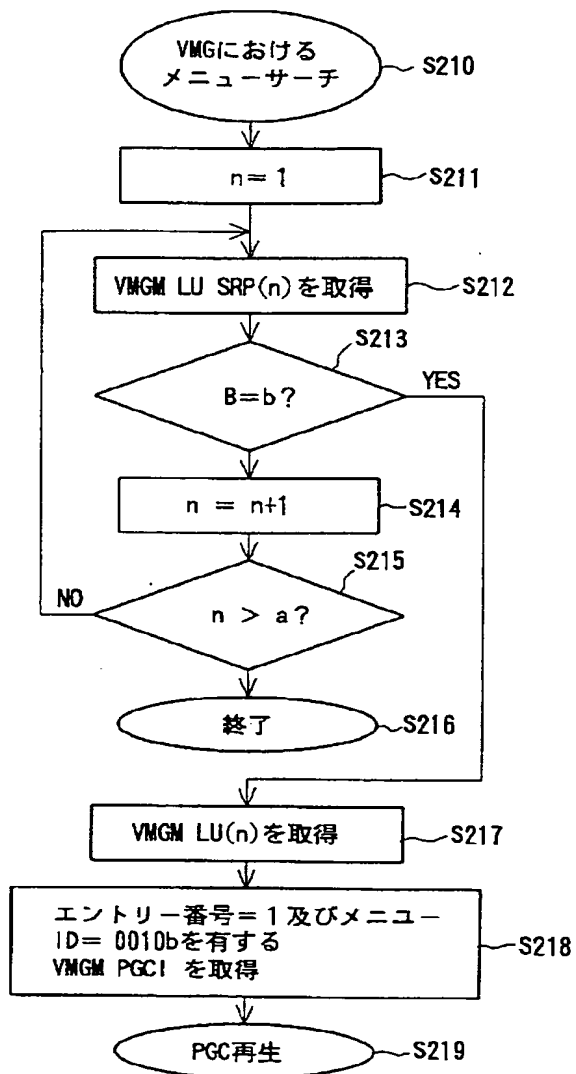 VMGにおける
メニューサーチ
S210
n= 1
S211
VMGM LU SRP(n)を取得
S212
S213
B=b?
YES
n = n+1
S214
S215
NO
n > a?
終了
S216
VMGM LU(n)を取得
S217
エントリー番号=1及びメニュー
ID= 0010bを有する
VMGM PGCI を取得
S218
PGC再生
S219